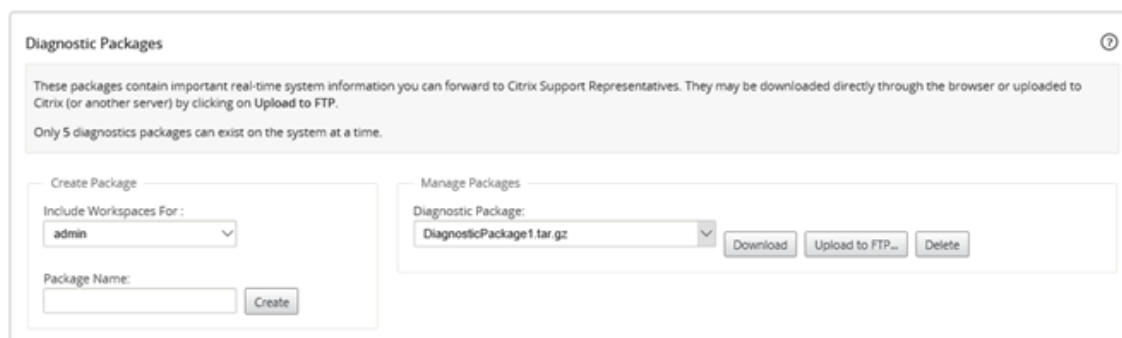 Diagnostic Packages
?
These packages contain important real-time system information you can forward to Citrix Support Representatives. They may be downloaded directly through the browser or uploaded to
Citrix (or another server) by clicking on Upload to FTP.
Only 5 diagnostics packages can exist on the system at a time.
Create Package
Include Workspaces For :
admin
Package Name:
Create
Manage Packages
Diagnostic Package:
DiagnosticPackage1.tar.gz
Download
Upload to FTP...
Delete